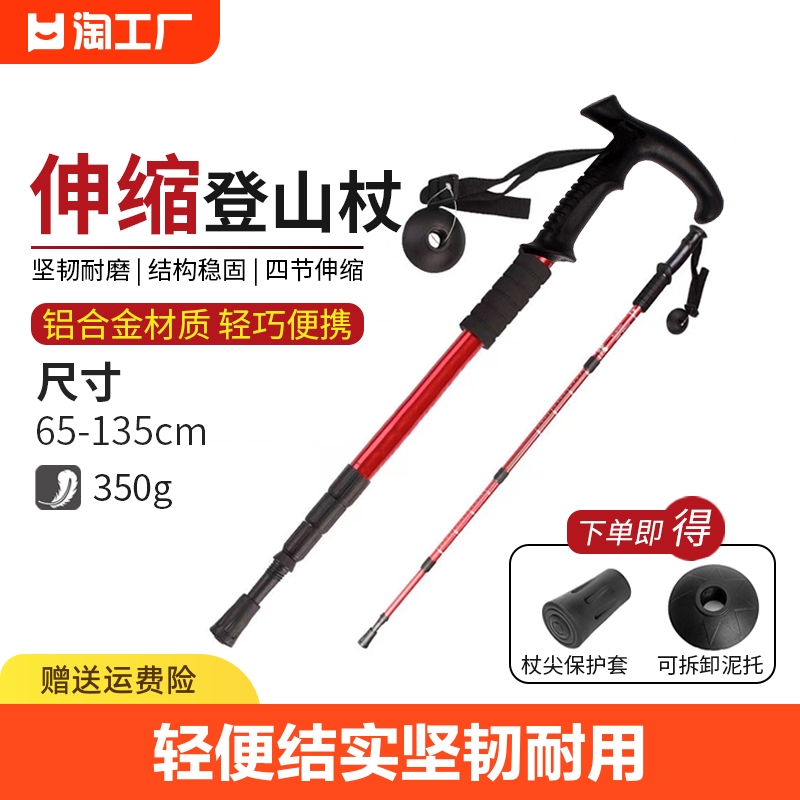 淘工厂
伸缩登山杖
坚韧耐磨|结构稳固|四节伸缩
铝合金材质 轻巧便携
尺寸
65-135cm
350g
下单即 得
杖尖保护套
可拆卸泥托
赠送运费险
轻便结实坚韧耐用